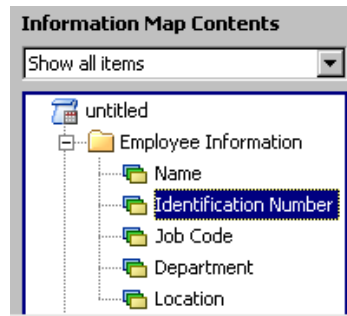 Information Map Contents
Show all items
untitled
Employee Information
Name
Identification Number
Job Code
Department
Location